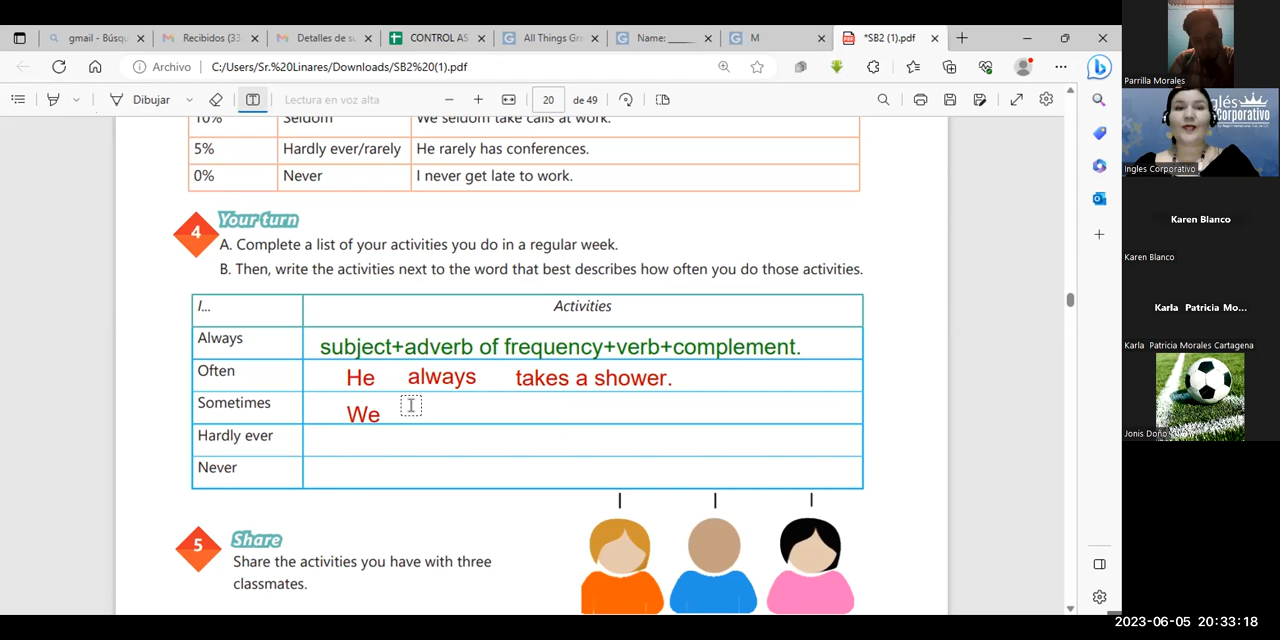 gmail - Búsqu
Recibidos (33
Detalles de su
CONTROL AS
All Things Gr
Name: ____
M
*SB2 (1).pdf
Archivo
C:/Users/Sr.%20Linares/Downloads/SB2%20(1).pdf
Dibujar
Lectura en voz alta
20
de 49
10% Seldom We seldom take calls at work.
5% Hardly ever/rarely He rarely has conferences.
0% Never I never get late to work.
4 Your turn
A. Complete a list of your activities you do in a regular week.
B. Then, write the activities next to the word that best describes how often you do those activities.
I... Activities
Always subject+adverb of frequency+verb+complement.
Often He always takes a shower.
Sometimes We
Hardly ever
Never
5 Share
Share the activities you have with three
classmates.
Parrilla Morales
Inglés
Corporativo
Ingles Corporativo
Karen Blanco
Karen Blanco
Karla Patricia Mo...
Karla Patricia Morales Cartagena
Jonis Doño
2023-06-05 20:33:18